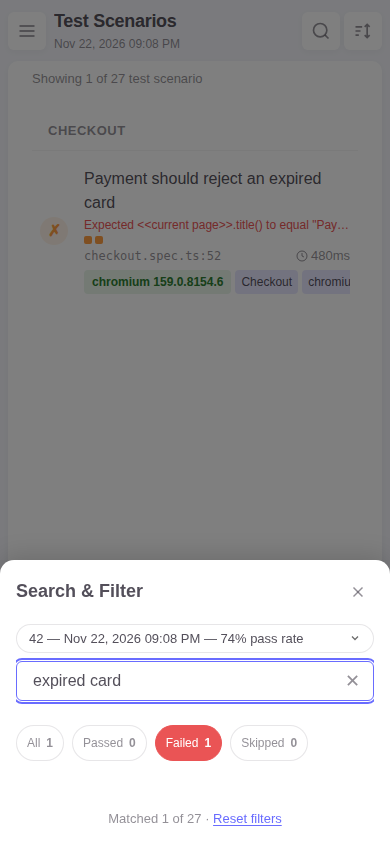 Test Scenarios
Nov 22, 2026 09:08 PM
Showing 1 of 27 test scenario
CHECKOUT
Payment should reject an expired
card
Expected <<current page>>.title() to equal "Pay…
checkout.spec.ts:52
480ms
chromium 159.0.8154.6
Checkout
chromiu
Search & Filter
42 — Nov 22, 2026 09:08 PM — 74% pass rate
expired card
All 1
Passed 0
Failed 1
Skipped 0
Matched 1 of 27 · Reset filters